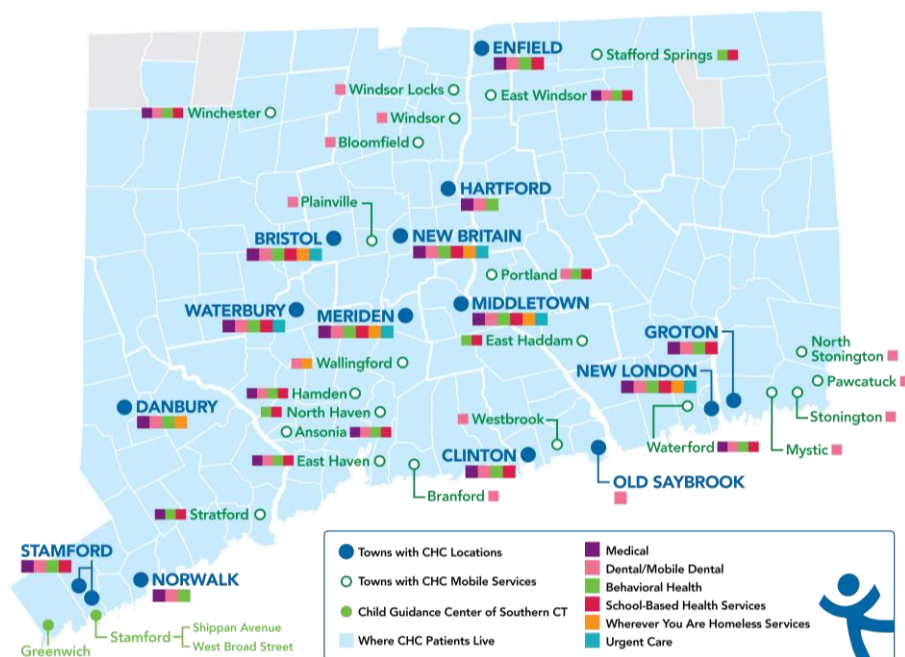 ENFIELD
Stafford Springs
Windsor Locks
East Windsor
Winchester
Windsor
Bloomfield
HARTFORD
Plainville
BRISTOL
NEW BRITAIN
Portland
WATERBURY
MERIDEN
MIDDLETOWN
GROTON
East Haddam
North
Stonington
Wallingford
NEW LONDON
Pawcatuck
Hamden
DANBURY
North Haven
Westbrook
Stonington
Ansonia
Waterford
Mystic
East Haven
CLINTON
OLD SAYBROOK
Branford
Stratford
STAMFORD
NORWALK
Stamford
Shippan Avenue
West Broad Street
Greenwich
Towns with CHC Locations
Towns with CHC Mobile Services
Child Guidance Center of Southern CT
Where CHC Patients Live
Medical
Dental/Mobile Dental
Behavioral Health
School-Based Health Services
Wherever You Are Homeless Services
Urgent Care